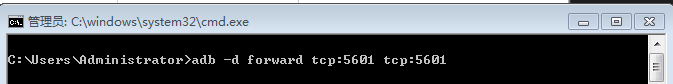 管理员: C:\windows\system32\cmd.exe
C:\Users\Administrator>adb -d forward tcp:5601 tcp:5601